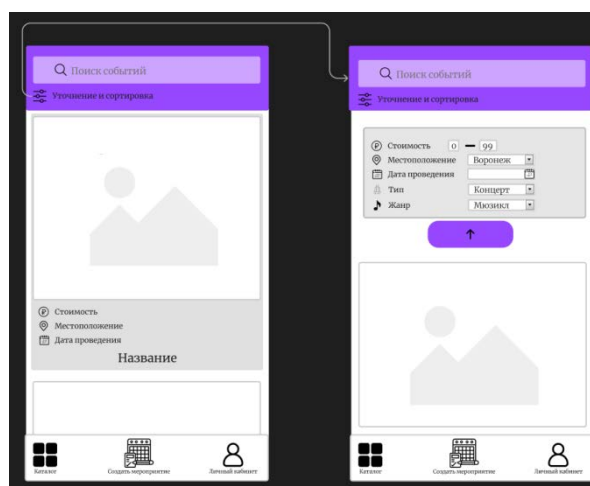 Поиск событий
Уточнение и сортировка
Стоимость
Местоположение
Дата проведения
Название
Каталог
Создать мероприятие
Личный кабинет
Поиск событий
Уточнение и сортировка
Стоимость 0 — 99
Местоположение Воронеж
Дата проведения
Тип Концерт
Жанр Мюзикл
Каталог
Создать мероприятие
Личный кабинет